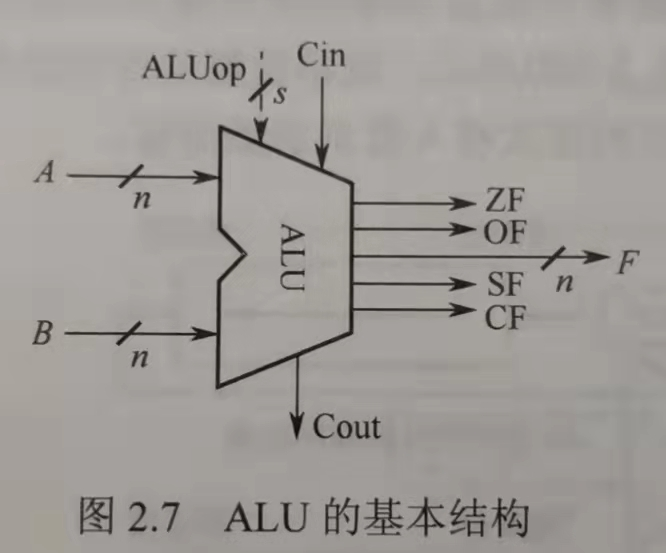 ALUop
s
Cin
A
n
B
n
ALU
ZF
OF
F
n
SF
CF
Cout
图 2.7 ALU 的基本结构